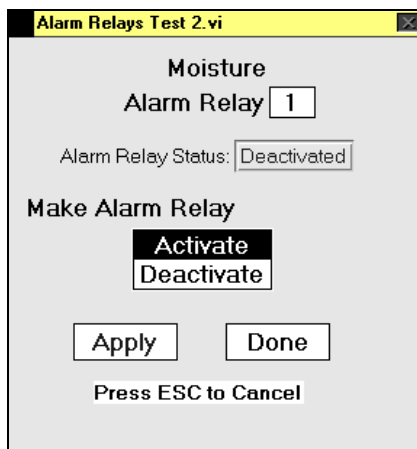 Alarm Relays Test 2.vi
Moisture
Alarm Relay 1
Alarm Relay Status: Deactivated
Make Alarm Relay
Activate
Deactivate
Apply Done
Press ESC to Cancel